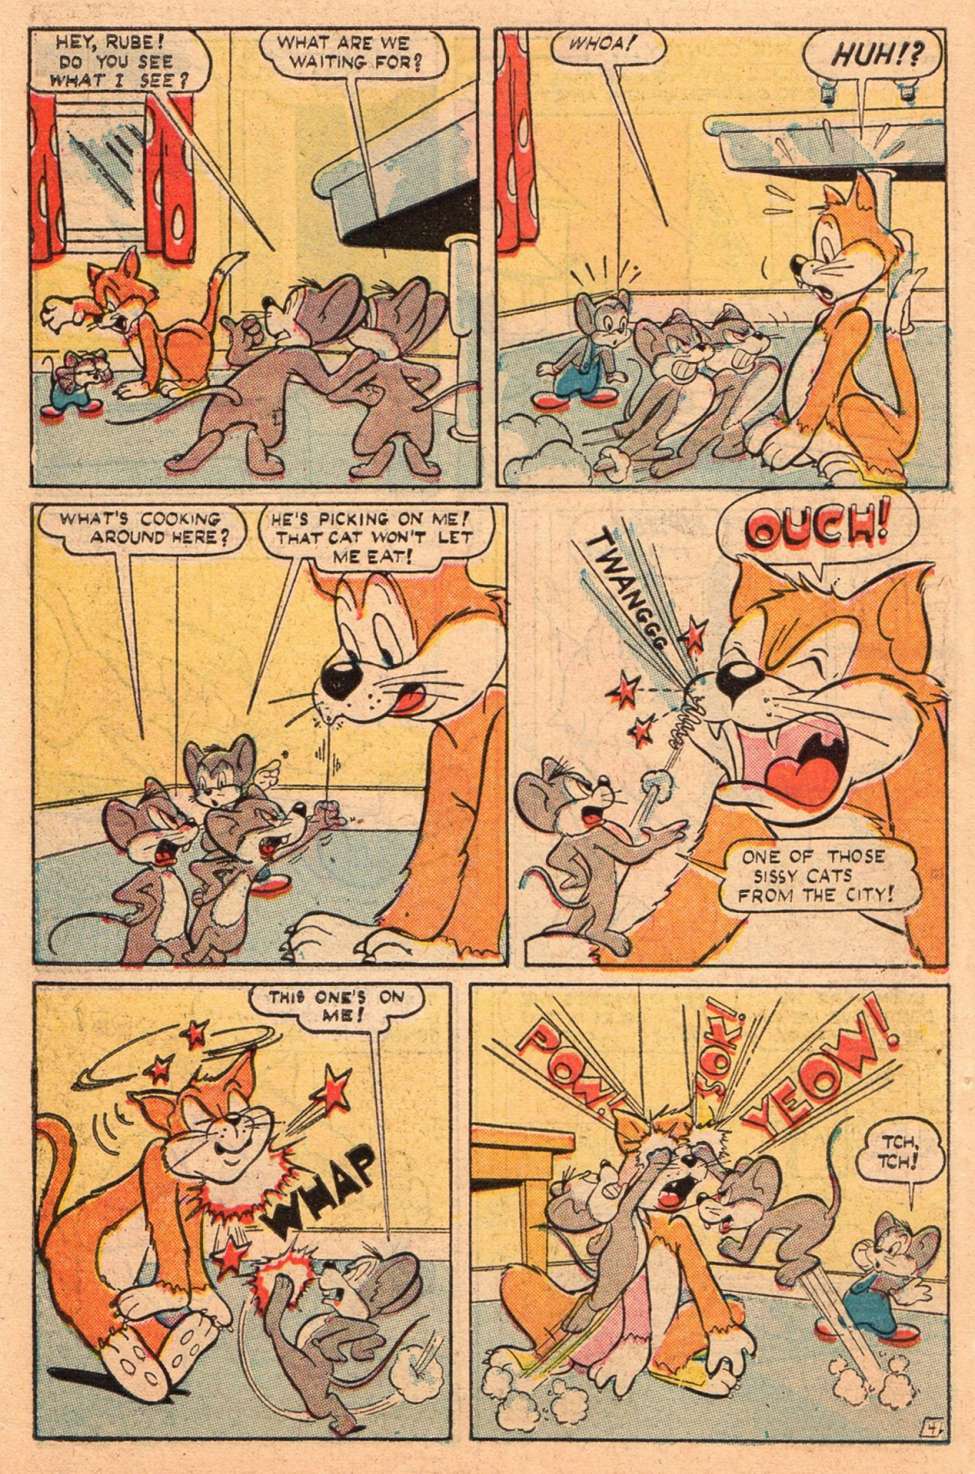 HEY, RUBE!
DO YOU SEE
WHAT I SEE?
WHAT ARE WE
WAITING FOR?
WHOA!
HUH!?
WHAT'S COOKING
AROUND HERE?
HE'S PICKING ON ME!
THAT CAT WON'T LET
ME EAT!
TWANGGG
OUCH!
ONE OF THOSE
SISSY CATS
FROM THE CITY!
THIS ONE'S ON
ME!
WHAP
POW!
SOK!
YEOW!
TCH,
TCH!
4